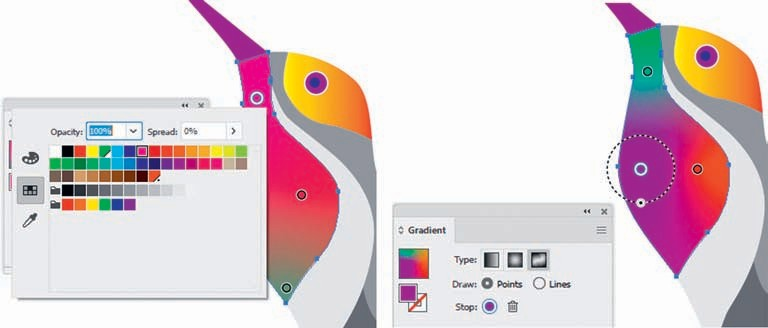 Opacity: 100% Spread: 0%
Gradient
Type:
Draw: Points Lines
Stop: